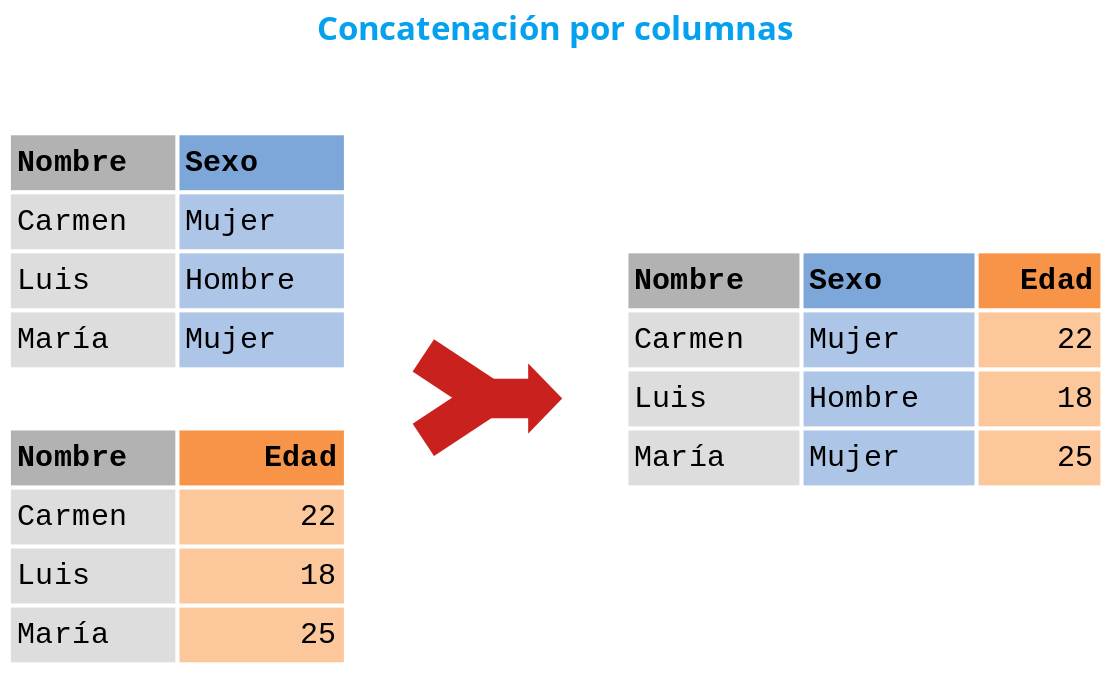 Concatenación por columnas
Nombre Sexo
Carmen Mujer
Luis Hombre
María Mujer
Nombre Edad
Carmen 22
Luis 18
María 25
Nombre Sexo Edad
Carmen Mujer 22
Luis Hombre 18
María Mujer 25